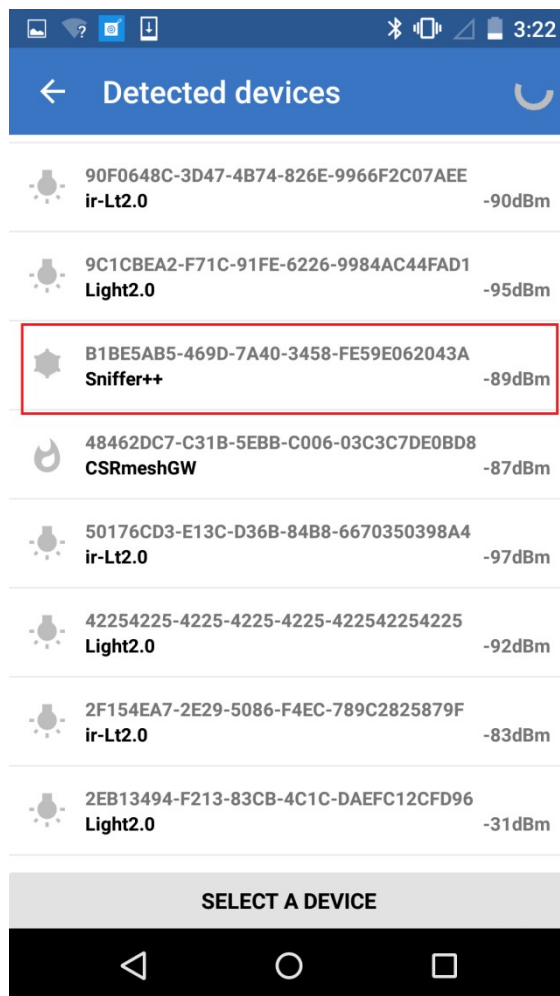 3:22
Detected devices
90F0648C-3D47-4B74-826E-9966F2C07AEE
ir-Lt2.0 -90dBm
9C1CBEA2-F71C-91FE-6226-9984AC44FAD1
Light2.0 -95dBm
B1BE5AB5-469D-7A40-3458-FE59E062043A
Sniffer++ -89dBm
48462DC7-C31B-5EBB-C006-03C3C7DE0BD8
CSRmeshGW -87dBm
50176CD3-E13C-D36B-84B8-6670350398A4
ir-Lt2.0 -97dBm
42254225-4225-4225-4225-422542254225
Light2.0 -92dBm
2F154EA7-2E29-5086-F4EC-789C2825879F
ir-Lt2.0 -83dBm
2EB13494-F213-83CB-4C1C-DAEFC12CFD96
Light2.0 -31dBm
SELECT A DEVICE